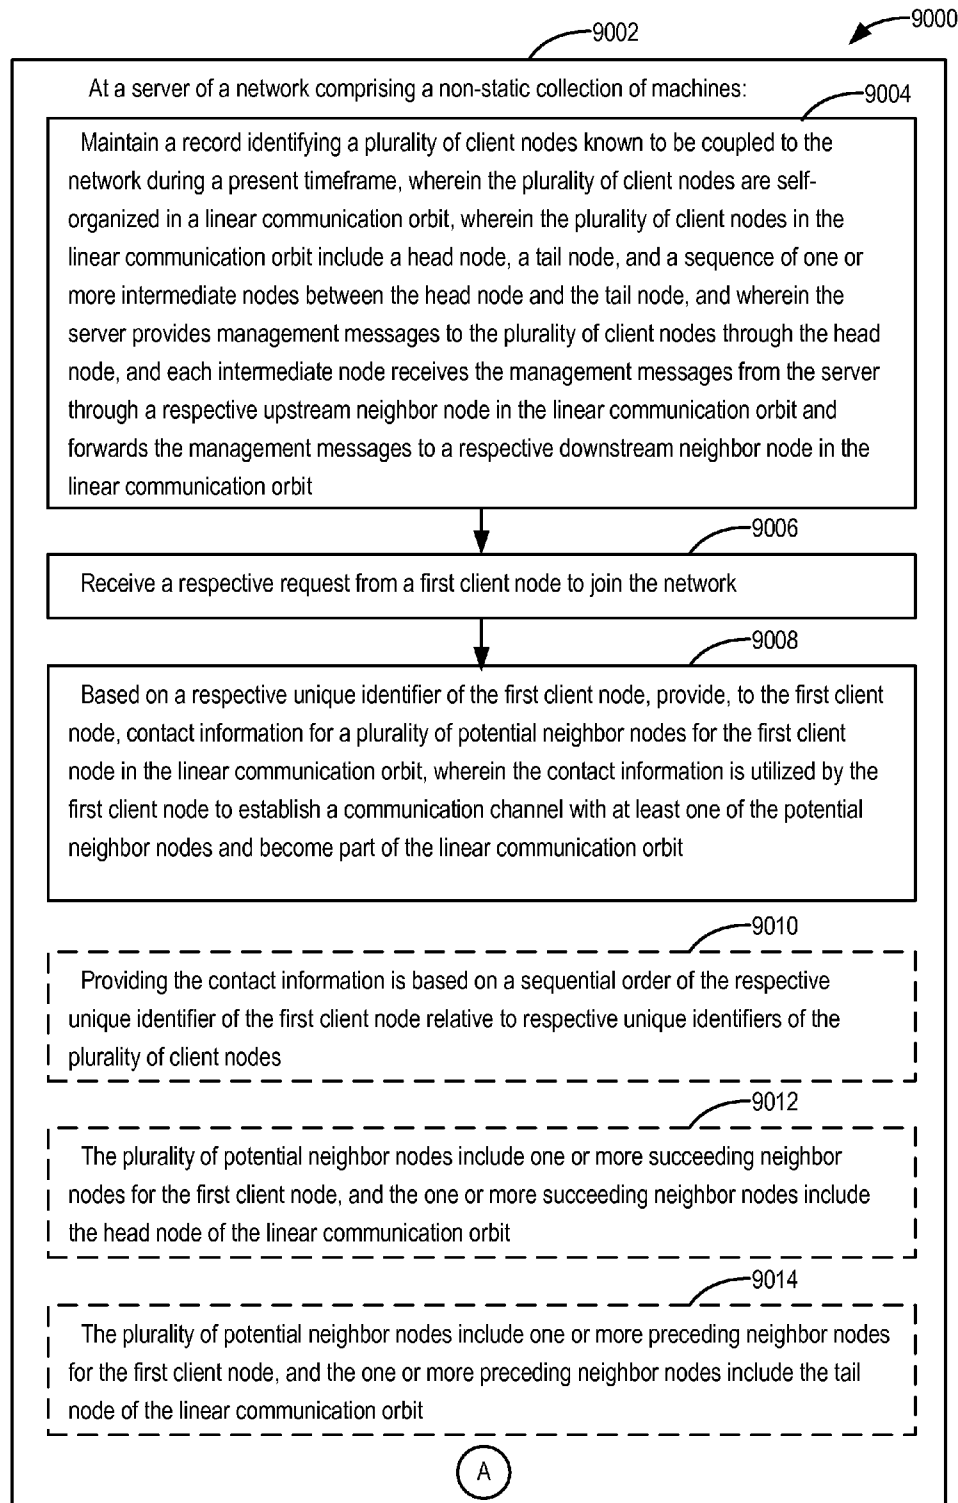 9000
9002
At a server of a network comprising a non-static collection of machines:
9004
Maintain a record identifying a plurality of client nodes known to be coupled to the
network during a present timeframe, wherein the plurality of client nodes are self-
organized in a linear communication orbit, wherein the plurality of client nodes in the
linear communication orbit include a head node, a tail node, and a sequence of one or
more intermediate nodes between the head node and the tail node, and wherein the
server provides management messages to the plurality of client nodes through the head
node, and each intermediate node receives the management messages from the server
through a respective upstream neighbor node in the linear communication orbit and
forwards the management messages to a respective downstream neighbor node in the
linear communication orbit
9006
Receive a respective request from a first client node to join the network
9008
Based on a respective unique identifier of the first client node, provide, to the first client
node, contact information for a plurality of potential neighbor nodes for the first client
node in the linear communication orbit, wherein the contact information is utilized by the
first client node to establish a communication channel with at least one of the potential
neighbor nodes and become part of the linear communication orbit
9010
Providing the contact information is based on a sequential order of the respective
unique identifier of the first client node relative to respective unique identifiers of the
plurality of client nodes
9012
The plurality of potential neighbor nodes include one or more succeeding neighbor
nodes for the first client node, and the one or more succeeding neighbor nodes include
the head node of the linear communication orbit
9014
The plurality of potential neighbor nodes include one or more preceding neighbor nodes
for the first client node, and the one or more preceding neighbor nodes include the tail
node of the linear communication orbit
A